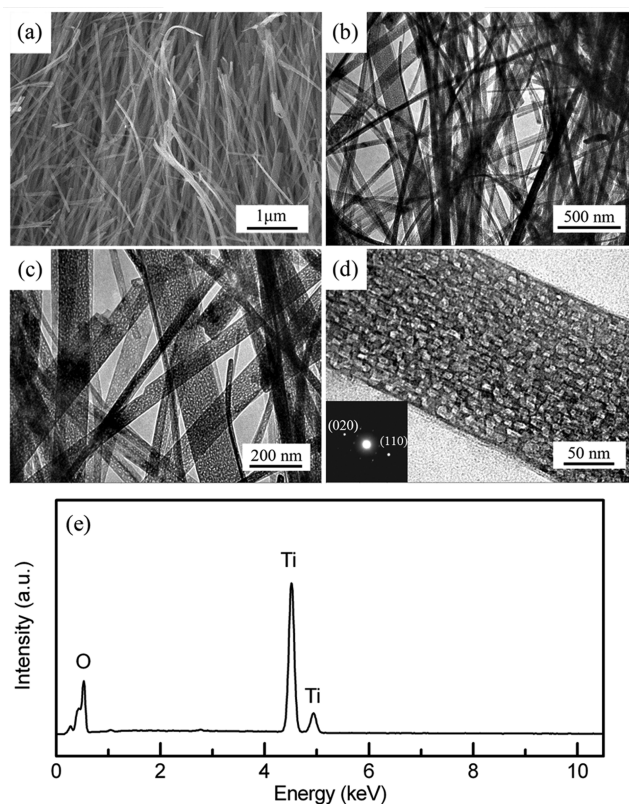 (a)
1μm
(b)
500 nm
(c)
200 nm
(d)
(020)
(110)
50 nm
(e)
Intensity (a.u.)
O
Ti
Ti
0 2 4 6 8 10
Energy (keV)